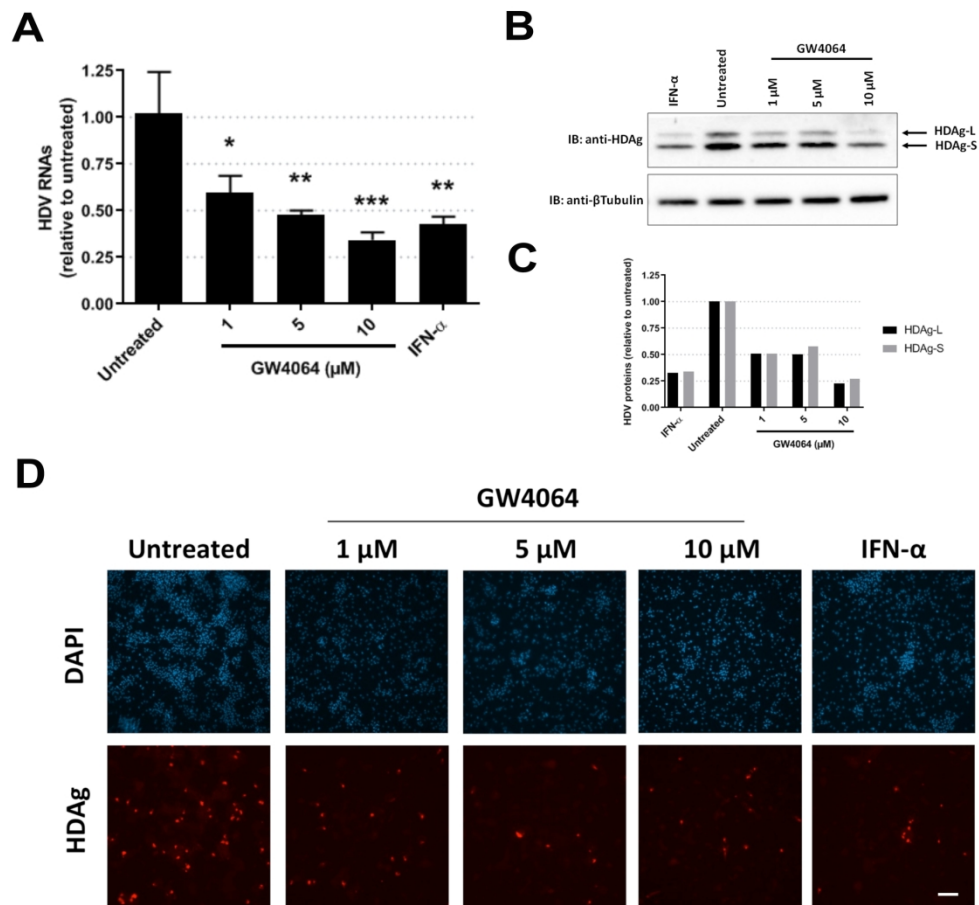 A
HDV RNAs
(relative to untreated)
1.25
1.00
0.75
0.50
0.25
0.00
*
**
***
**
Untreated
1
5
10
IFN-α
GW4064 (μM)
B
GW4064
IFN-α
Untreated
1 μM
5 μM
10 μM
IB: anti-HDAg
HDAg-L
HDAg-S
IB: anti-βTubulin
C
HDV proteins (relative to untreated)
1.25
1.00
0.75
0.50
0.25
0.00
HDAg-L
HDAg-S
IFN-α
Untreated
1
5
10
GW4064 (μM)
D
GW4064
Untreated 1 μM 5 μM 10 μM IFN-α
DAPI
HDAg